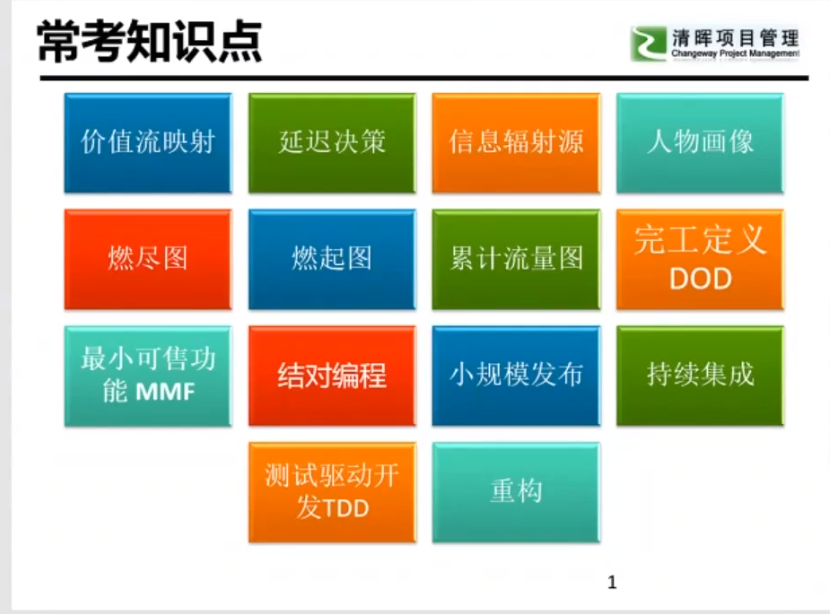 常考知识点
清晖项目管理
Changeway Project Management
价值流映射
延迟决策
信息辐射源
人物画像
燃尽图
燃起图
累计流量图
完工定义
DOD
最小可售功
能 MMF
结对编程
小规模发布
持续集成
测试驱动开
发TDD
重构
1